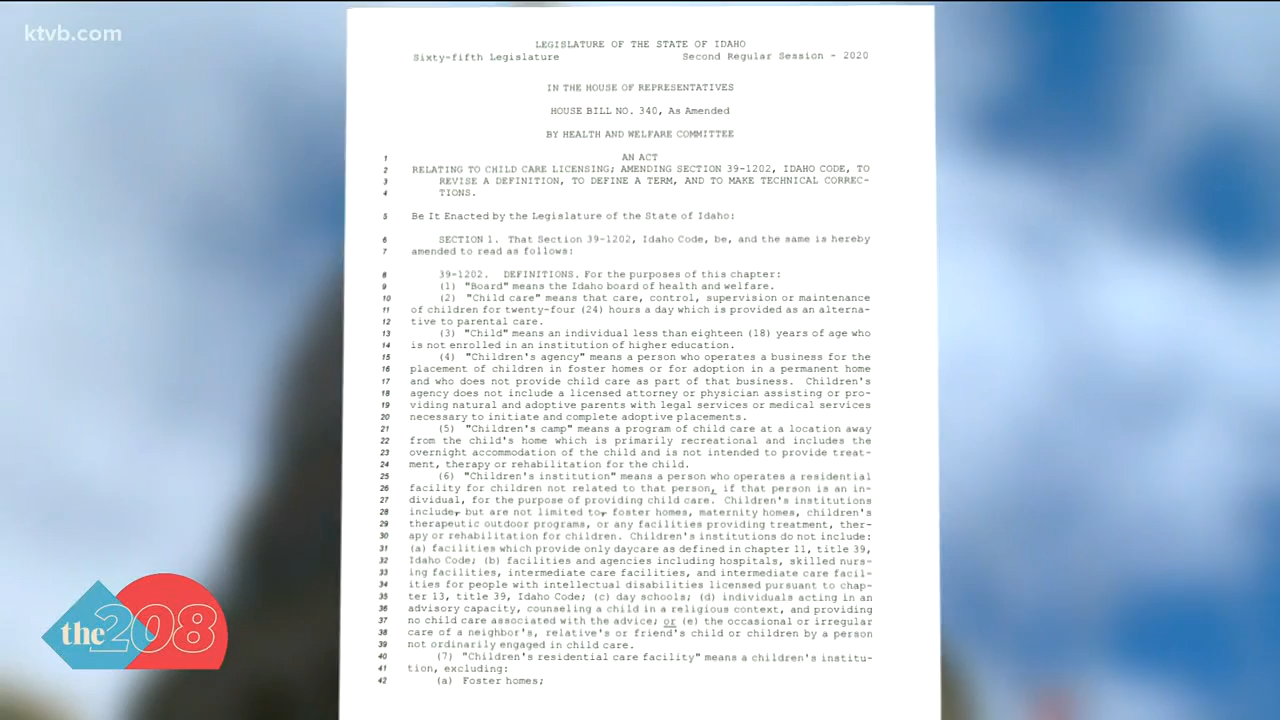 ktvb.com
LEGISLATURE OF THE STATE OF IDAHO
Sixty-fifth Legislature Second Regular Session - 2020
IN THE HOUSE OF REPRESENTATIVES
HOUSE BILL NO. 340, As Amended
BY HEALTH AND WELFARE COMMITTEE
1 AN ACT
2 RELATING TO CHILD CARE LICENSING; AMENDING SECTION 39-1202, IDAHO CODE, TO
3 REVISE A DEFINITION, TO DEFINE A TERM, AND TO MAKE TECHNICAL CORREC-
4 TIONS.
5 Be It Enacted by the Legislature of the State of Idaho:
6 SECTION 1. That Section 39-1202, Idaho Code, be, and the same is hereby
7 amended to read as follows:
8 39-1202. DEFINITIONS. For the purposes of this chapter:
9 (1) "Board" means the Idaho board of health and welfare.
10 (2) "Child care" means that care, control, supervision or maintenance
11 of children for twenty-four (24) hours a day which is provided as an alterna-
12 tive to parental care.
13 (3) "Child" means an individual less than eighteen (18) years of age who
14 is not enrolled in an institution of higher education.
15 (4) "Children's agency" means a person who operates a business for the
16 placement of children in foster homes or for adoption in a permanent home
17 and who does not provide child care as part of that business. Children's
18 agency does not include a licensed attorney or physician assisting or pro-
19 viding natural and adoptive parents with legal services or medical services
20 necessary to initiate and complete adoptive placements.
21 (5) "Children's camp" means a program of child care at a location away
22 from the child's home which is primarily recreational and includes the
23 overnight accommodation of the child and is not intended to provide treat-
24 ment, therapy or rehabilitation for the child.
25 (6) "Children's institution" means a person who operates a residential
26 facility for children not related to that person, if that person is an in-
27 dividual, for the purpose of providing child care. Children's institutions
28 include, but are not limited to, foster homes, maternity homes, children's
29 therapeutic outdoor programs, or any facilities providing treatment, ther-
30 apy or rehabilitation for children. Children's institutions do not include:
31 (a) facilities which provide only daycare as defined in chapter 11, title 39,
32 Idaho Code; (b) facilities and agencies including hospitals, skilled nurs-
33 ing facilities, intermediate care facilities, and intermediate care facil-
34 ities for people with intellectual disabilities licensed pursuant to chap-
35 ter 13, title 39, Idaho Code; (c) day schools; (d) individuals acting in an
36 advisory capacity, counseling a child in a religious context, and providing
37 no child care associated with the advice; or (e) the occasional or irregular
38 care of a neighbor's, relative's or friend's child or children by a person
39 not ordinarily engaged in child care.
40 (7) "Children's residential care facility" means a children's institu-
41 tion, excluding:
42 (a) Foster homes;
the208